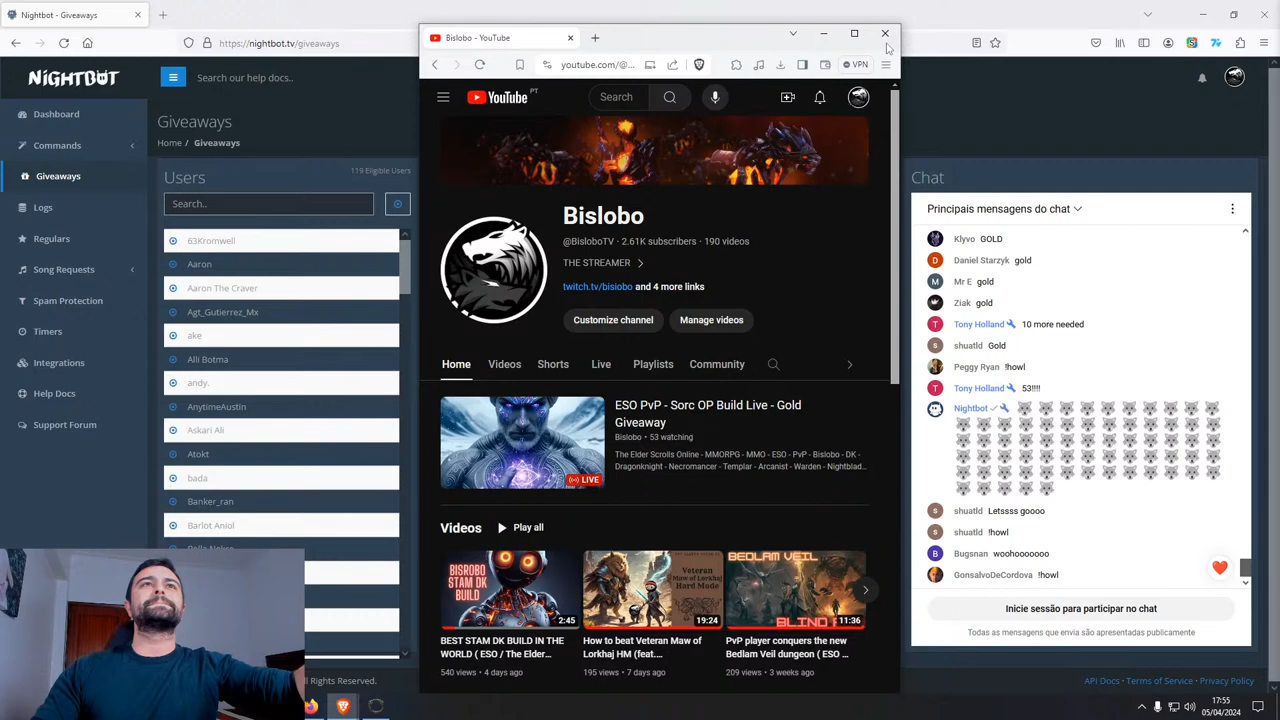 Nightbot - Giveaways
https://nightbot.tv/giveaways
NIGHTBOT
Search our help docs..
Dashboard
Commands
Giveaways
Logs
Regulars
Song Requests
Spam Protection
Timers
Integrations
Help Docs
Support Forum
Giveaways
Home / Giveaways
Users
119 Eligible Users
Search..
63Kromwell
Aaron
Aaron The Craver
Agt_Gutierrez_Mx
ake
Alli Botma
andy.
AnytimeAustin
Askari Ali
Atokt
bada
Banker_ran
Barlot Aniol
l Rights Reserved.
Bislobo - YouTube
youtube.com/@...
VPN
YouTube PT
Search
Bislobo
@BisloboTV • 2.61K subscribers • 190 videos
THE STREAMER
twitch.tv/bisiobo and 4 more links
Customize channel
Manage videos
Home Videos Shorts Live Playlists Community
ESO PvP - Sorc OP Build Live - Gold
Giveaway
Bislobo • 53 watching
The Elder Scrolls Online - MMORPG - MMO - ESO - PvP - Bislobo - DK -
Dragonknight - Necromancer - Templar - Arcanist - Warden - Nightblad...
LIVE
Videos
Play all
BISROBO
STAM DK
BUILD
2:45
BEST STAM DK BUILD IN THE
WORLD ( ESO / The Elder...
540 views • 4 days ago
Veteran
Maw of
Lorkhaj
Hard Mode
19:24
How to beat Veteran Maw of
Lorkhaj HM (feat....
195 views • 7 days ago
BEDLAM VEIL
BLIND
11:36
PvP player conquers the new
Bedlam Veil dungeon ( ESO ...
209 views • 3 weeks ago
Chat
Principais mensagens do chat
Klyvo GOLD
Daniel Starzyk gold
Mr E gold
Ziak gold
Tony Holland 10 more needed
shuatld Gold
Peggy Ryan !howl
Tony Holland 53!!!!
Nightbot
shuatld Letssss goooo
shuatld !howl
Bugsnan woohooooooo
GonsalvoDeCordova !howl
Inicie sessão para participar no chat
Todas as mensagens que envia são apresentadas publicamente
API Docs - Terms of Service - Privacy Policy
17:55
05/04/2024